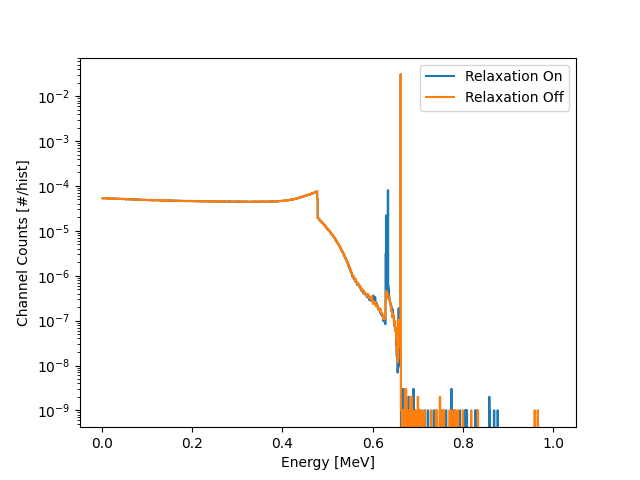 Relaxation On
Relaxation Off
Channel Counts [#/hist]
10⁻²
10⁻³
10⁻⁴
10⁻⁵
10⁻⁶
10⁻⁷
10⁻⁸
10⁻⁹
0.0 0.2 0.4 0.6 0.8 1.0
Energy [MeV]